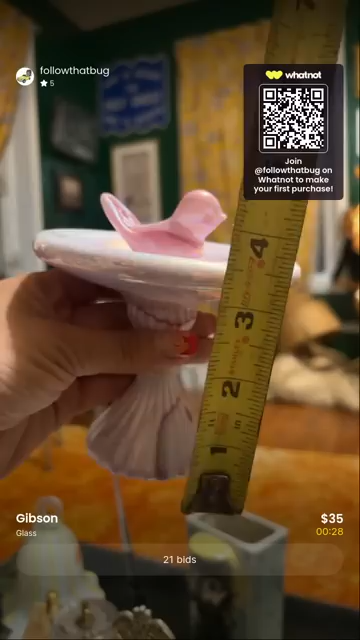 followthatbug
★ 5
whatnot
Join
@followthatbug on
Whatnot to make
your first purchase!
4
3
2
1
Gibson
$35
Glass
00:28
21 bids